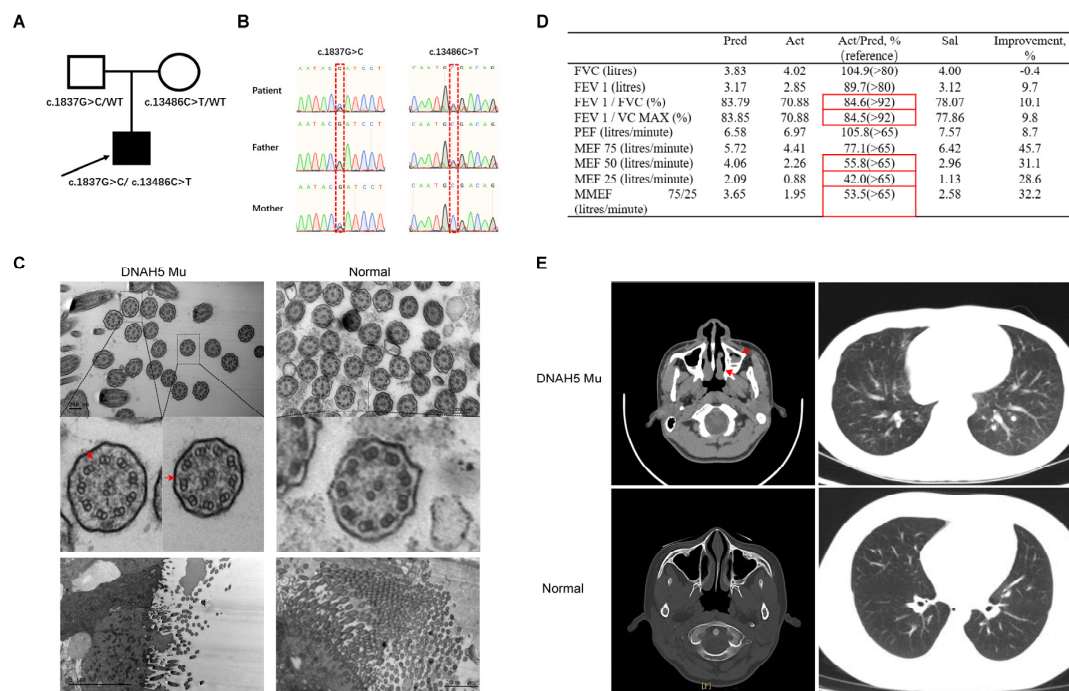 A
c.1837G>C/WT
c.13486C>T/WT
c.1837G>C/ c.13486C>T
B
c.1837G>C
c.13486C>T
A A T A C G A T C C T
C A A T G C G A C A G
Patient
Father
Mother
C
DNAH5 Mu
Normal
D
Pred Act Act/Pred, % (reference) Sal Improvement, %
FVC (litres) 3.83 4.02 104.9(>80) 4.00 -0.4
FEV 1 (litres) 3.17 2.85 89.7(>80) 3.12 9.7
FEV 1 / FVC (%) 83.79 70.88 84.6(>92) 78.07 10.1
FEV 1 / VC MAX (%) 83.85 70.88 84.5(>92) 77.86 9.8
PEF (litres/minute) 6.58 6.97 105.8(>65) 7.57 8.7
MEF 75 (litres/minute) 5.72 4.41 77.1(>65) 6.42 45.7
MEF 50 (litres/minute) 4.06 2.26 55.8(>65) 2.96 31.1
MEF 25 (litres/minute) 2.09 0.88 42.0(>65) 1.13 28.6
MMEF 75/25 3.65 1.95 53.5(>65) 2.58 32.2
(litres/minute)
E
DNAH5 Mu
Normal
[F]